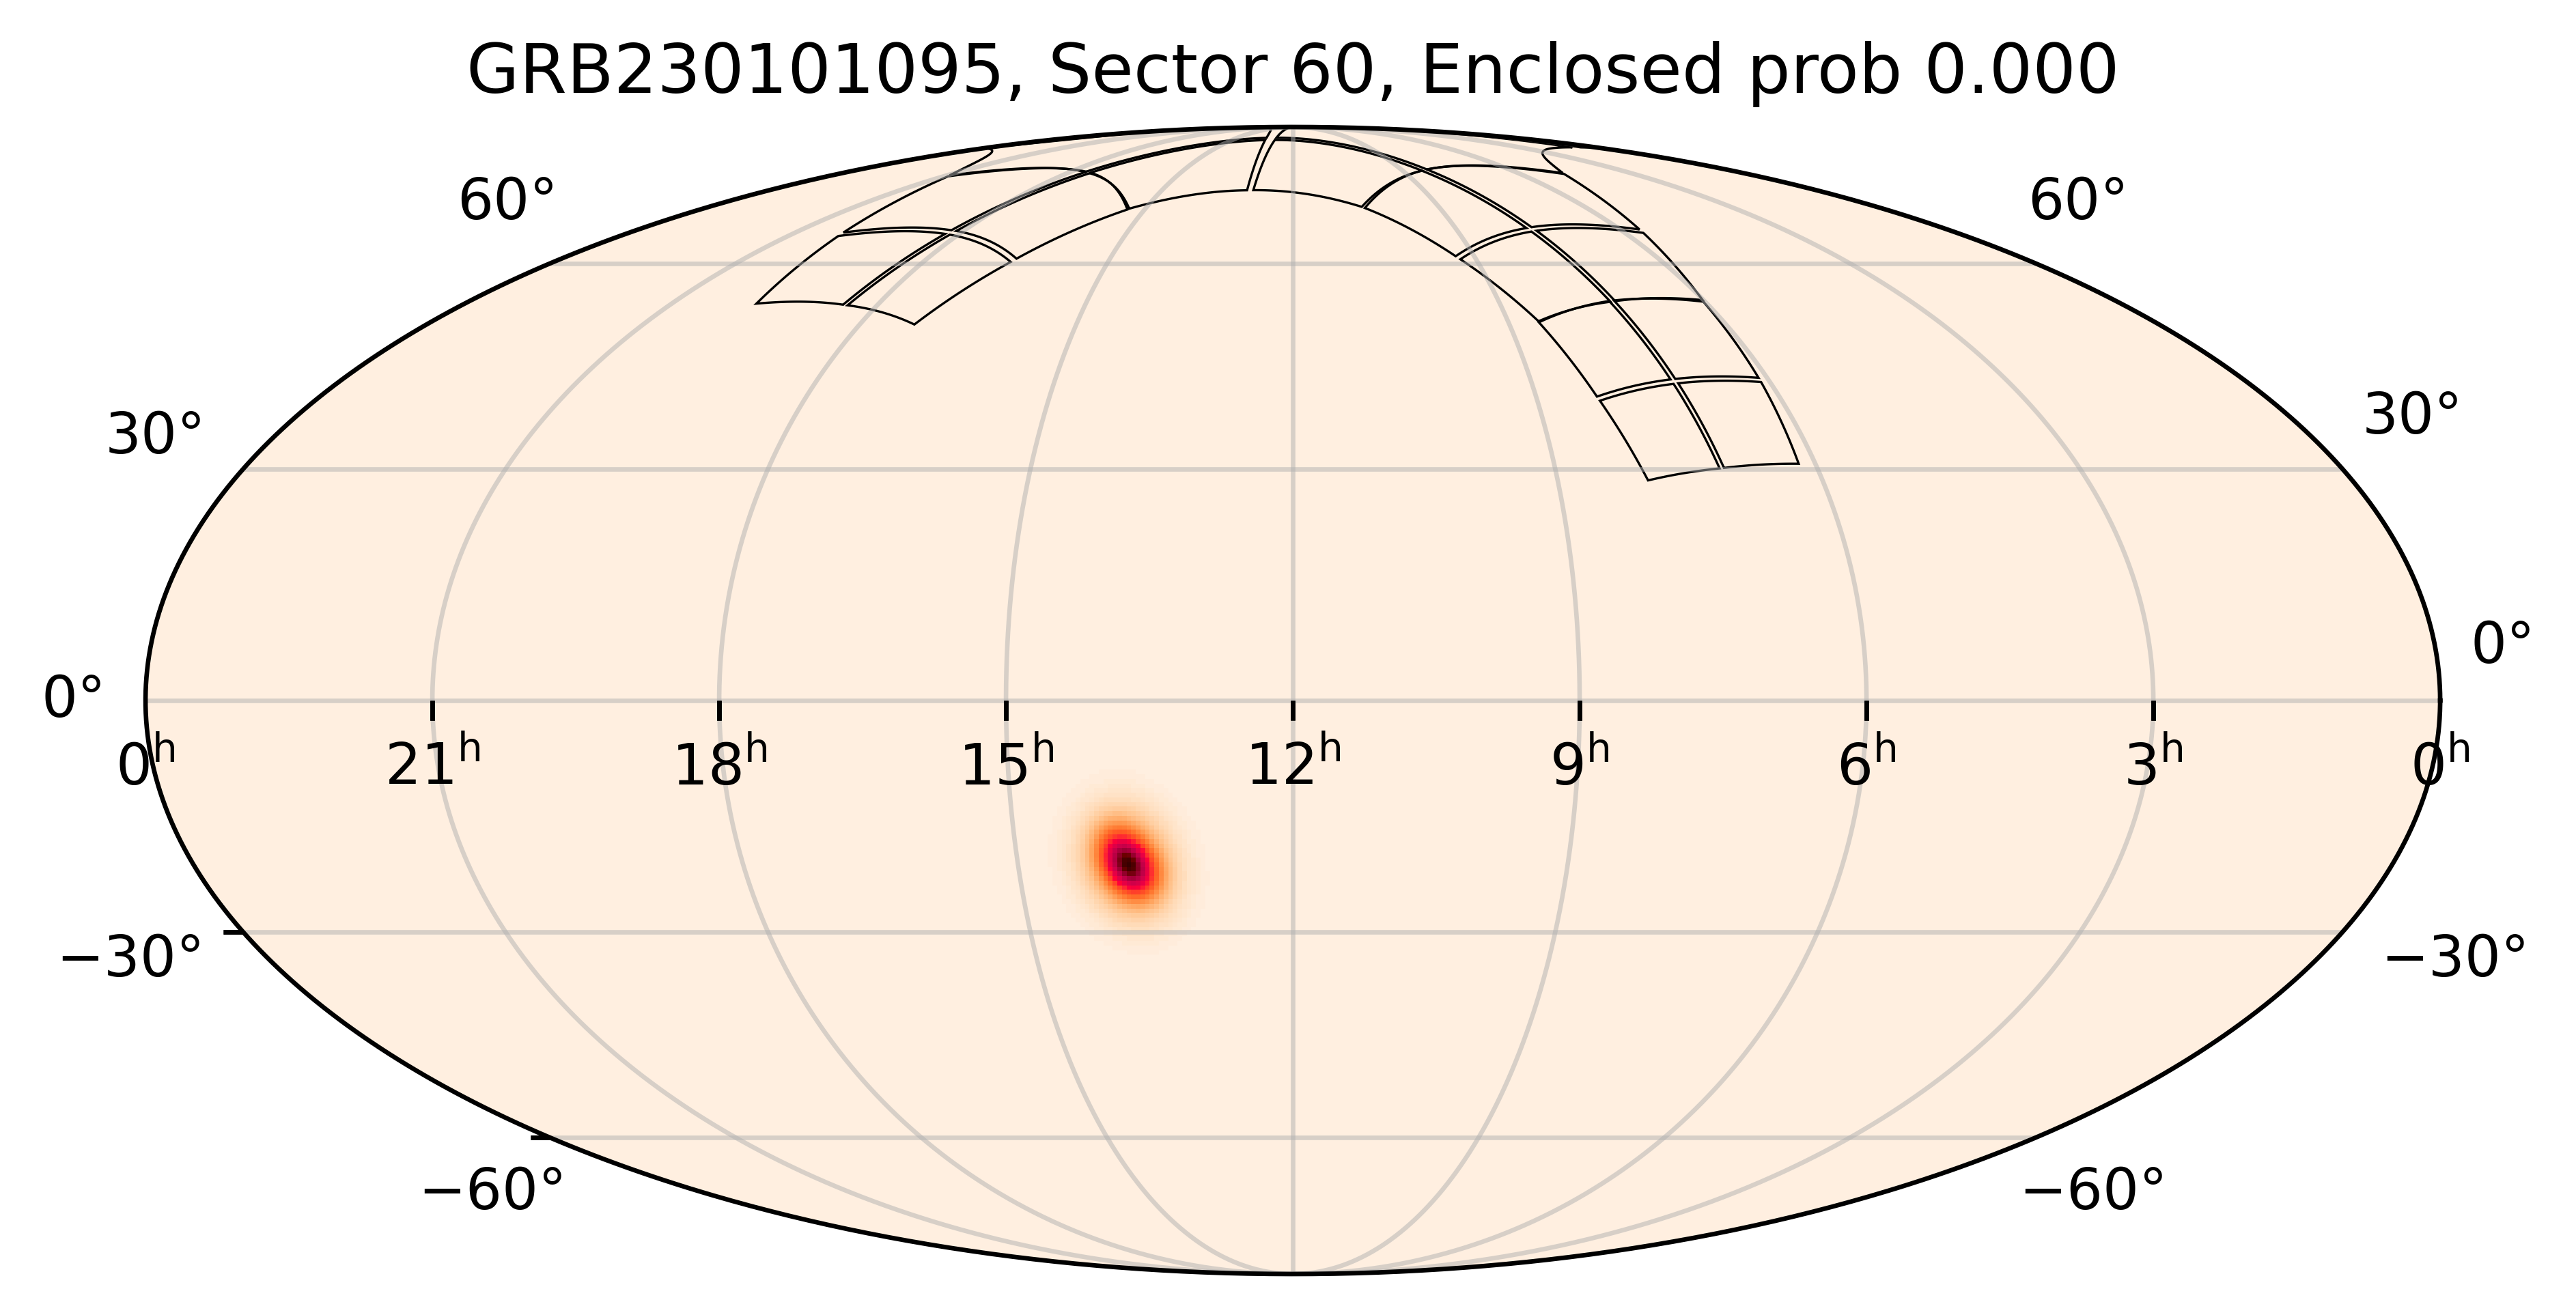 GRB230101095, Sector 60, Enclosed prob 0.000
60° 60°
30° 30°
0° 0°
0ʰ 21ʰ 18ʰ 15ʰ 12ʰ 9ʰ 6ʰ 3ʰ 0ʰ
−30° −30°
−60° −60°